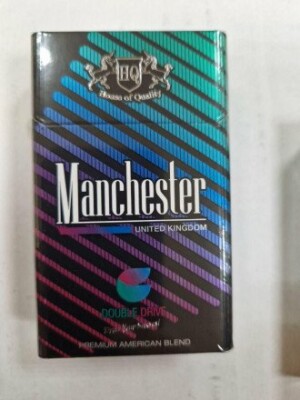 HQ
House of Quality
Manchester
UNITED KINGDOM
DOUBLE DRIVE
PREMIUM AMERICAN BLEND